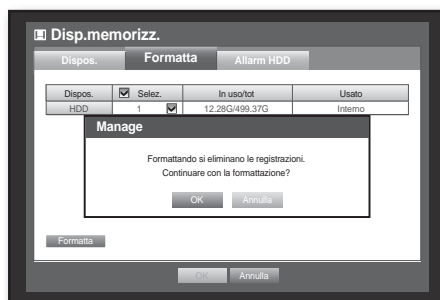 Disp.memorizz.
Dispos. Formatta Allarm HDD
Dispos. Selez. In uso/tot Usato
HDD 1 12.28G/499.37G Interno
Manage
Formattando si eliminano le registrazioni.
Continuare con la formattazione?
OK Annulla
Formatta
OK Annulla